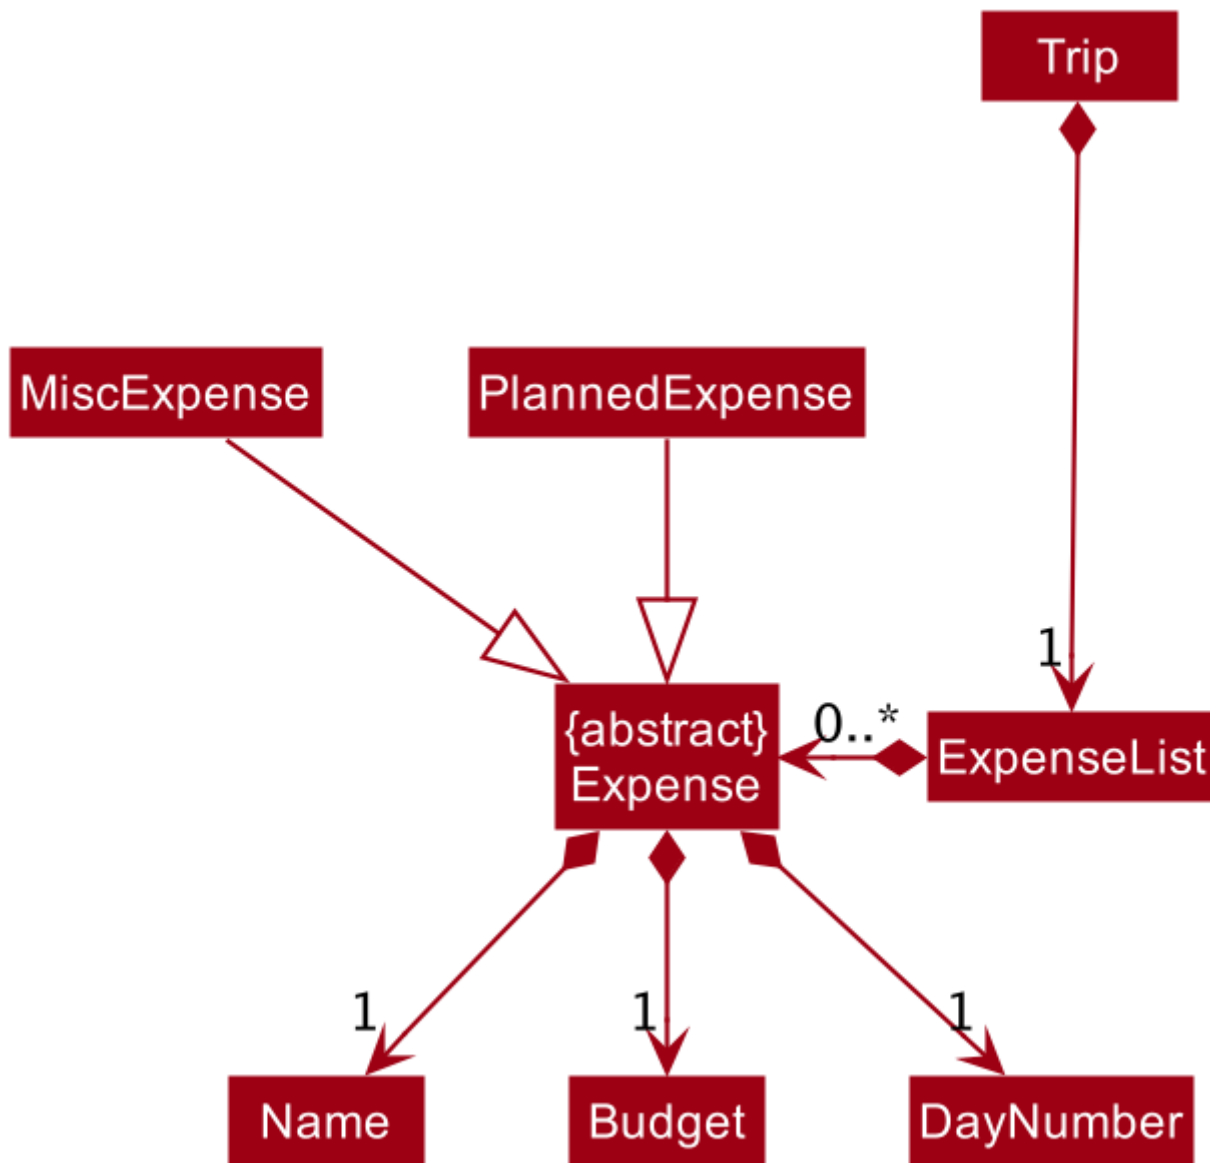 Trip
MiscExpense
PlannedExpense
1
{abstract}
Expense
0..*
ExpenseList
1
1
1
Name
Budget
DayNumber